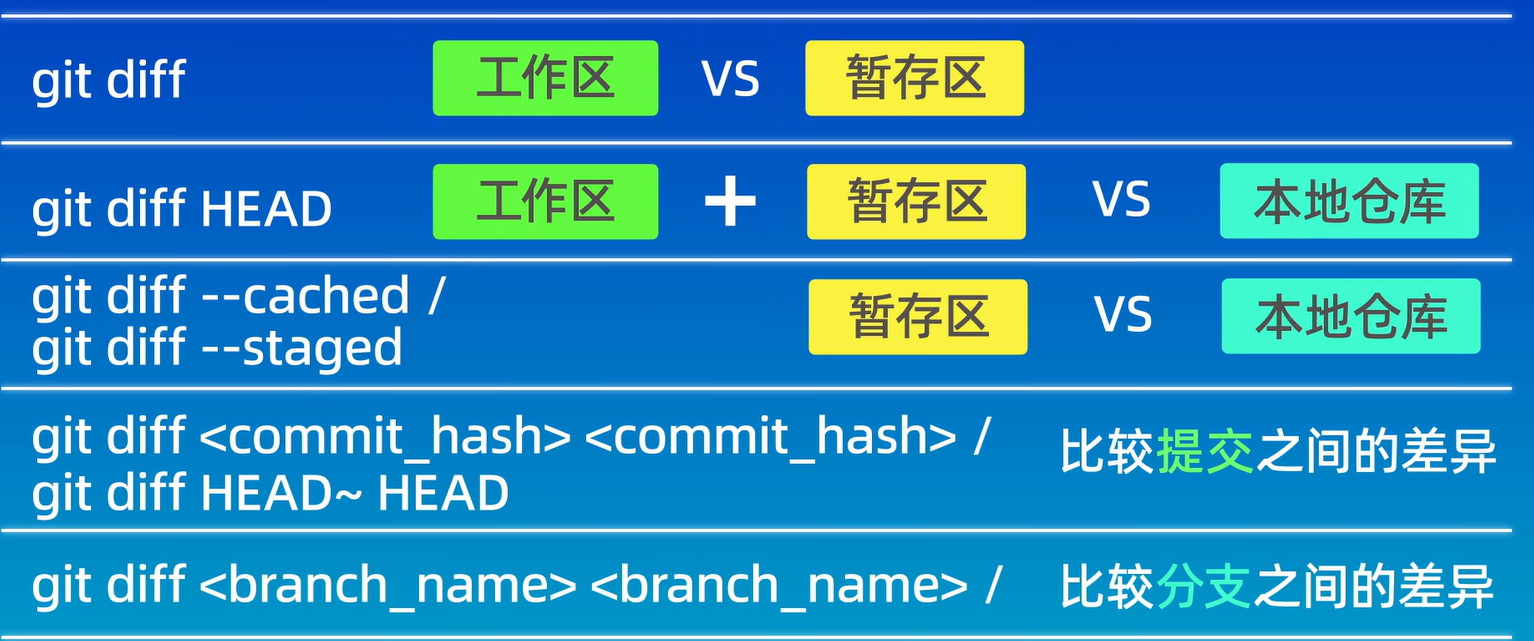 git diff 工作区 VS 暂存区
git diff HEAD 工作区 + 暂存区 VS 本地仓库
git diff --cached /
git diff --staged 暂存区 VS 本地仓库
git diff <commit_hash> <commit_hash> /
git diff HEAD~ HEAD 比较提交之间的差异
git diff <branch_name> <branch_name> / 比较分支之间的差异